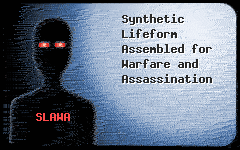 Synthetic
Lifeform
Assembled for
Warfare and
Assassination
SLAWA